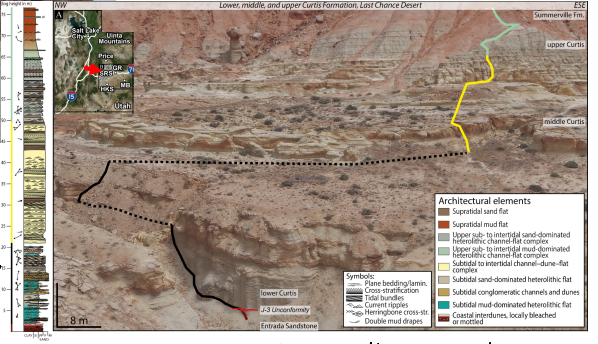 (log height in m)
NW
Lower, middle, and upper Curtis Formation, Last Chance Desert
ESE
75
70
65
60
55
50
45
40
35
30
25
20
15
10
5
CLAY
SAND
A
Salt Lake
City
Uinta
Mountains
Price
GR
SRS
70
HKS
MB
15
Utah
Summerville Fm.
upper Curtis
middle Curtis
lower Curtis
J-3 Unconformity
Entrada Sandstone
8 m
Symbols:
Plane bedding/lamin.
Cross-stratification
Tidal bundles
Current ripples
Herringbone cross-str.
Double mud drapes
Architectural elements
Supratidal sand flat
Supratidal mud flat
Upper sub- to intertidal sand-dominated
heterolithic channel-flat complex
Upper sub- to intertidal mud-dominated
heterolithic channel-flat complex
Subtidal to intertidal channel–dune–flat
complex
Subtidal sand-dominated heterolithic flat
Subtidal conglomeratic channels and dunes
Subtidal mud-dominated heterolithic flat
Coastal interdunes, locally bleached
or mottled